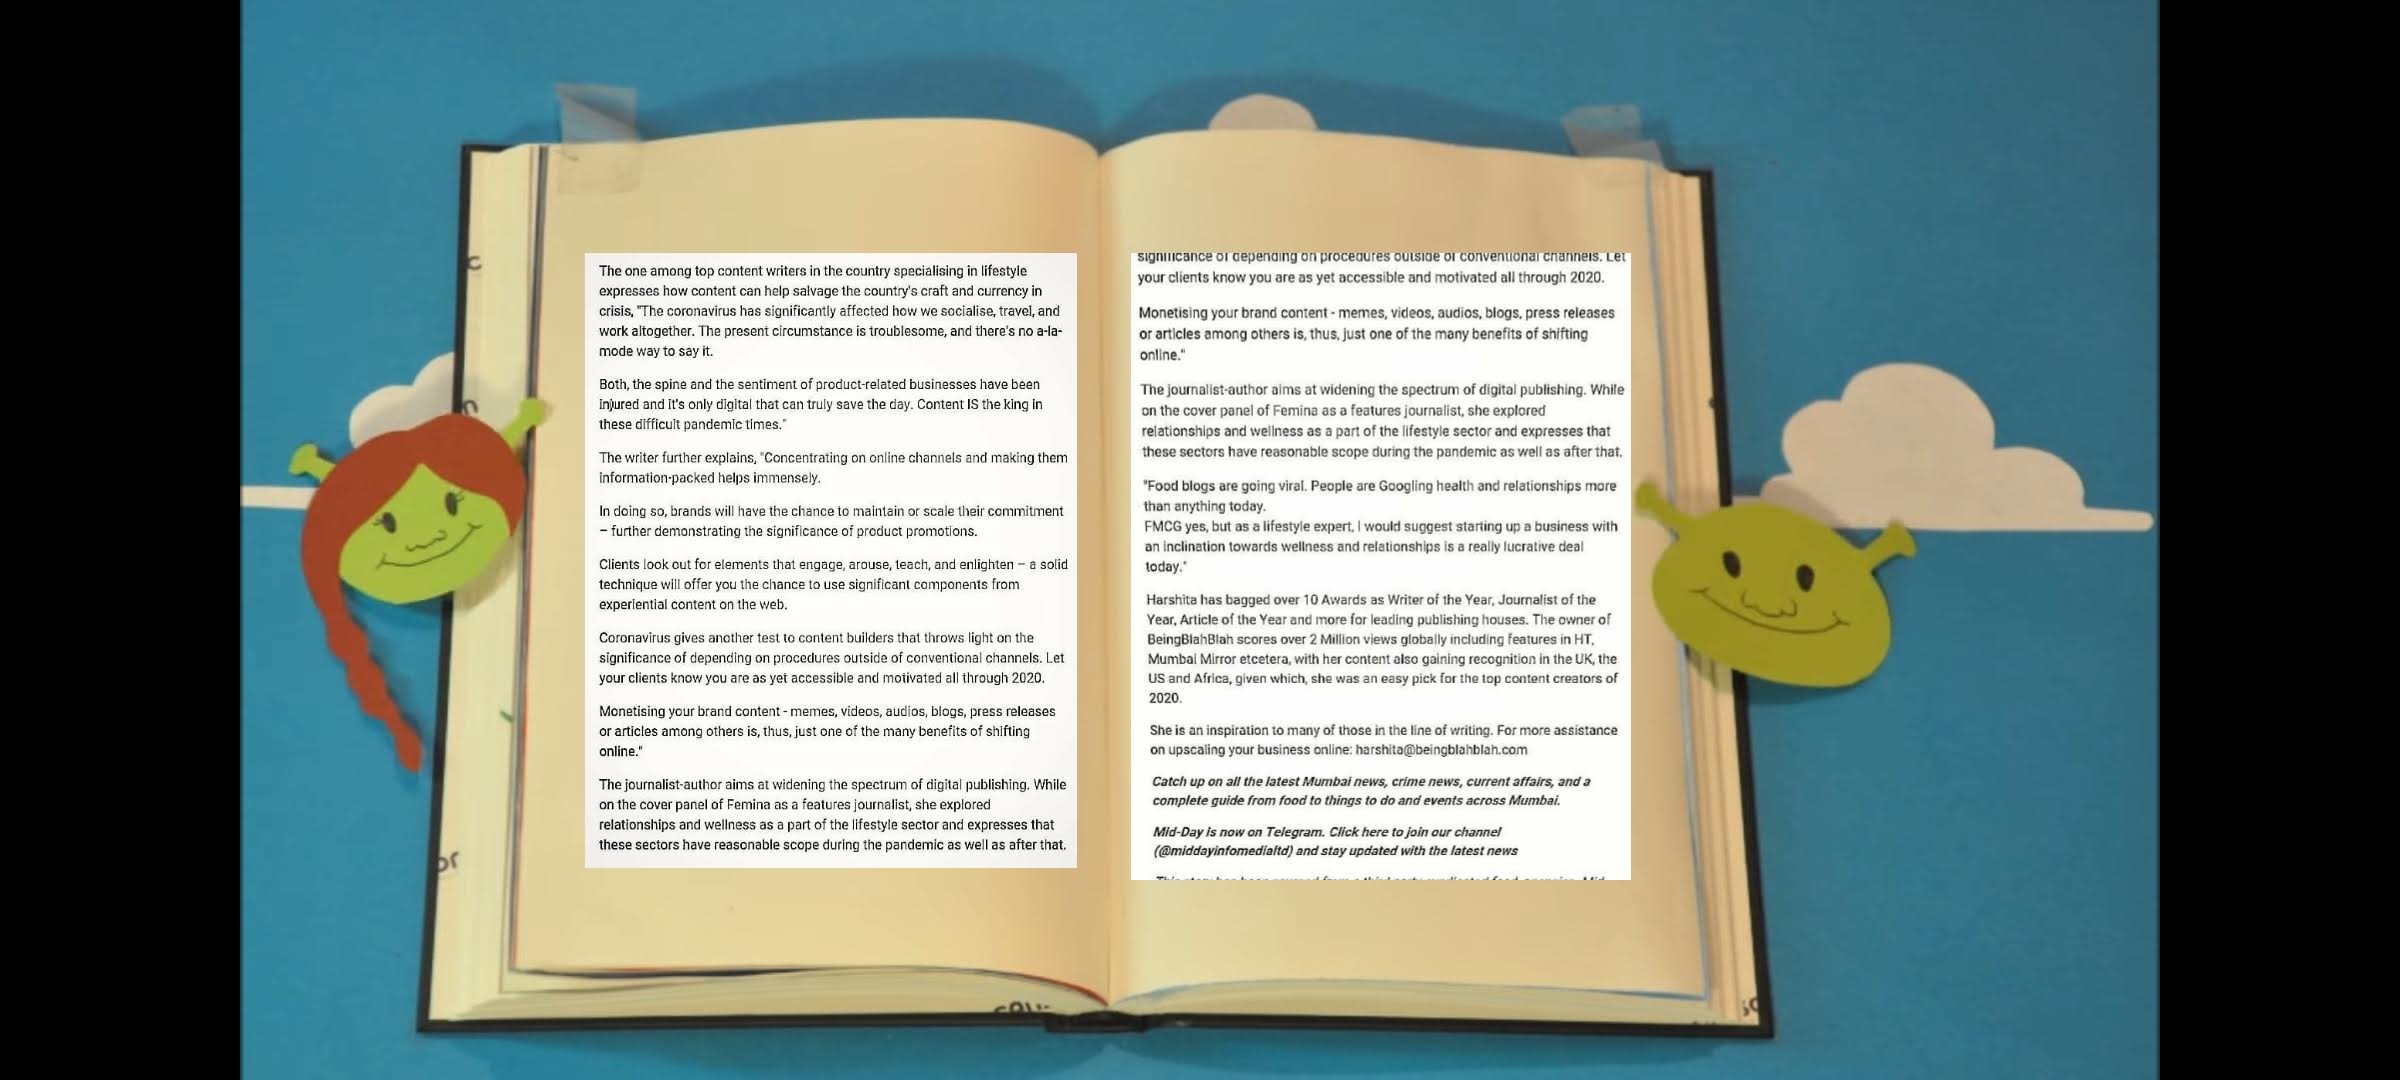 The one among top content writers in the country specialising in lifestyle
expresses how content can help salvage the country's craft and currency in
crisis, "The coronavirus has significantly affected how we socialise, travel, and
work altogether. The present circumstance is troublesome, and there's no a-la-
mode way to say it.
Both, the spine and the sentiment of product-related businesses have been
injured and it's only digital that can truly save the day. Content IS the king in
these difficult pandemic times."
The writer further explains, "Concentrating on online channels and making them
information-packed helps immensely.
In doing so, brands will have the chance to maintain or scale their commitment
– further demonstrating the significance of product promotions.
Clients look out for elements that engage, arouse, teach, and enlighten – a solid
technique will offer you the chance to use significant components from
experiential content on the web.
Coronavirus gives another test to content builders that throws light on the
significance of depending on procedures outside of conventional channels. Let
your clients know you are as yet accessible and motivated all through 2020.
Monetising your brand content - memes, videos, audios, blogs, press releases
or articles among others is, thus, just one of the many benefits of shifting
online."
The journalist-author aims at widening the spectrum of digital publishing. While
on the cover panel of Femina as a features journalist, she explored
relationships and wellness as a part of the lifestyle sector and expresses that
these sectors have reasonable scope during the pandemic as well as after that.
significance of depending on procedures outside of conventional channels. Let
your clients know you are as yet accessible and motivated all through 2020.
Monetising your brand content - memes, videos, audios, blogs, press releases
or articles among others is, thus, just one of the many benefits of shifting
online."
The journalist-author aims at widening the spectrum of digital publishing. While
on the cover panel of Femina as a features journalist, she explored
relationships and wellness as a part of the lifestyle sector and expresses that
these sectors have reasonable scope during the pandemic as well as after that.
"Food blogs are going viral. People are Googling health and relationships more
than anything today.
FMCG yes, but as a lifestyle expert, I would suggest starting up a business with
an inclination towards wellness and relationships is a really lucrative deal
today."
Harshita has bagged over 10 Awards as Writer of the Year, Journalist of the
Year, Article of the Year and more for leading publishing houses. The owner of
BeingBlahBlah scores over 2 Million views globally including features in HT,
Mumbai Mirror etcetera, with her content also gaining recognition in the UK, the
US and Africa, given which, she was an easy pick for the top content creators of
2020.
She is an inspiration to many of those in the line of writing. For more assistance
on upscaling your business online: harshita@beingblahblah.com
Catch up on all the latest Mumbai news, crime news, current affairs, and a
complete guide from food to things to do and events across Mumbai.
Mid-Day is now on Telegram. Click here to join our channel
(@middayinfomedialtd) and stay updated with the latest news